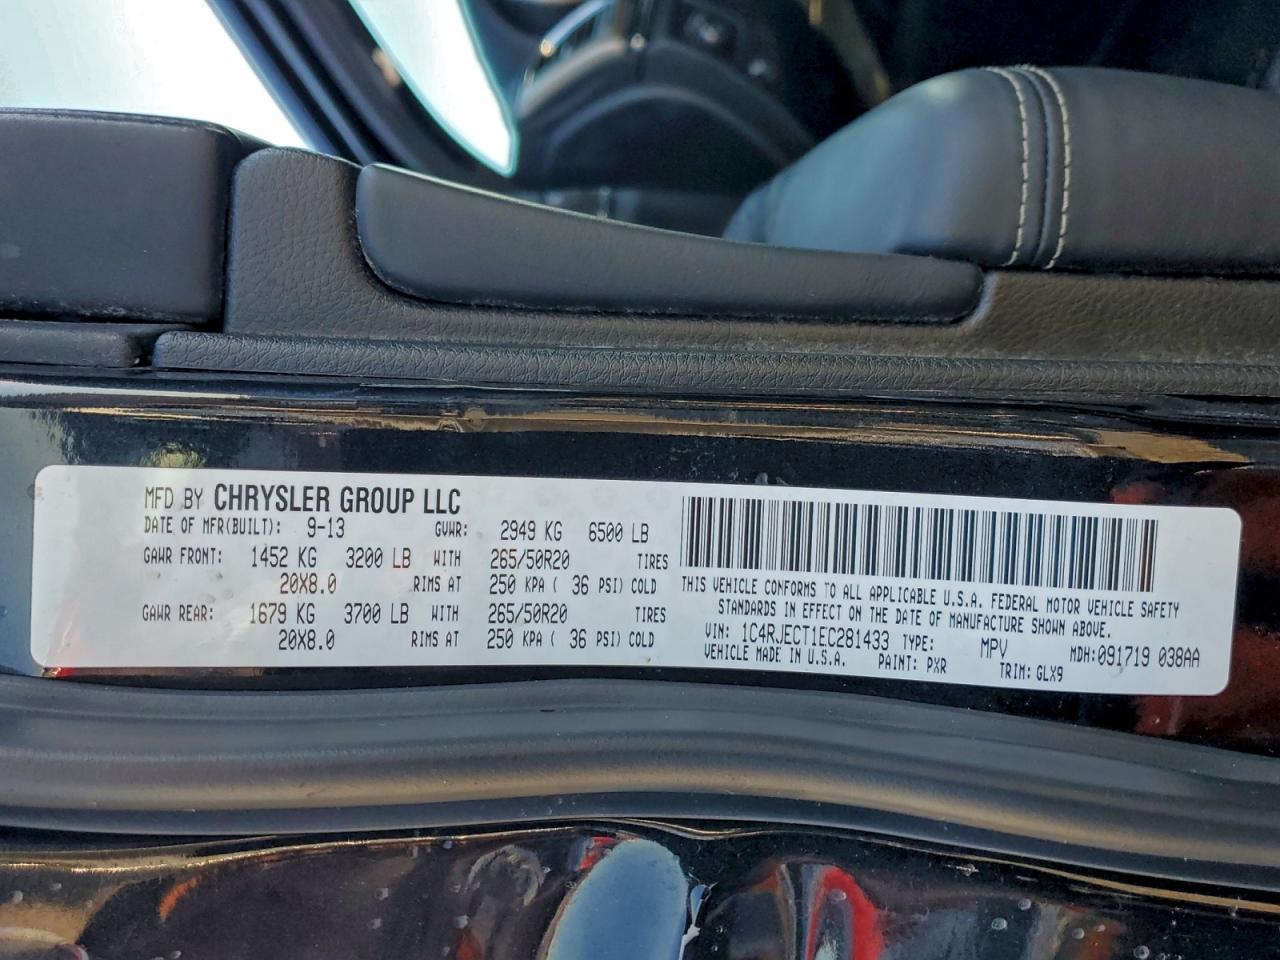 MFD BY CHRYSLER GROUP LLC
DATE OF MFR(BUILT): 9-13 GVWR: 2949 KG 6500 LB
GAWR FRONT: 1452 KG 3200 LB WITH 265/50R20 TIRES
20X8.0 RIMS AT 250 KPA ( 36 PSI) COLD
GAWR REAR: 1679 KG 3700 LB WITH 265/50R20 TIRES
20X8.0 RIMS AT 250 KPA ( 36 PSI) COLD
THIS VEHICLE CONFORMS TO ALL APPLICABLE U.S.A. FEDERAL MOTOR VEHICLE SAFETY
STANDARDS IN EFFECT ON THE DATE OF MANUFACTURE SHOWN ABOVE.
VIN: 1C4RJECT1EC281433 TYPE: MPV MDH:091719 038AA
VEHICLE MADE IN U.S.A. PAINT: PXR TRIM: GLX9